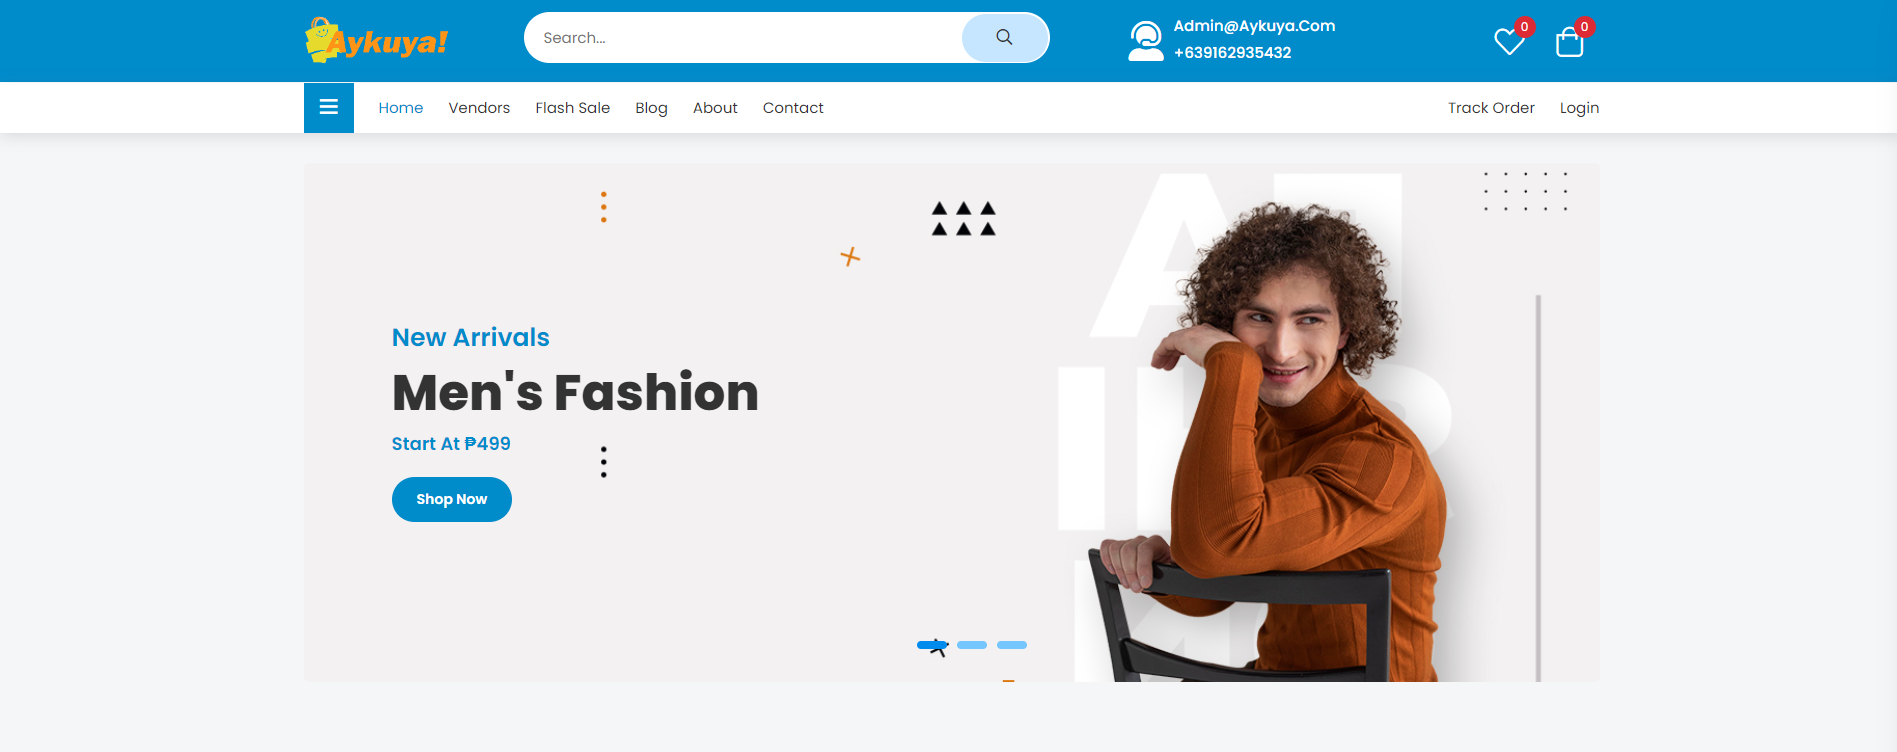 Aykuya!
Search...
Admin@Aykuya.Com
+639162935432
0
0
Home Vendors Flash Sale Blog About Contact
Track Order Login
New Arrivals
Men's Fashion
Start At ₱499
Shop Now